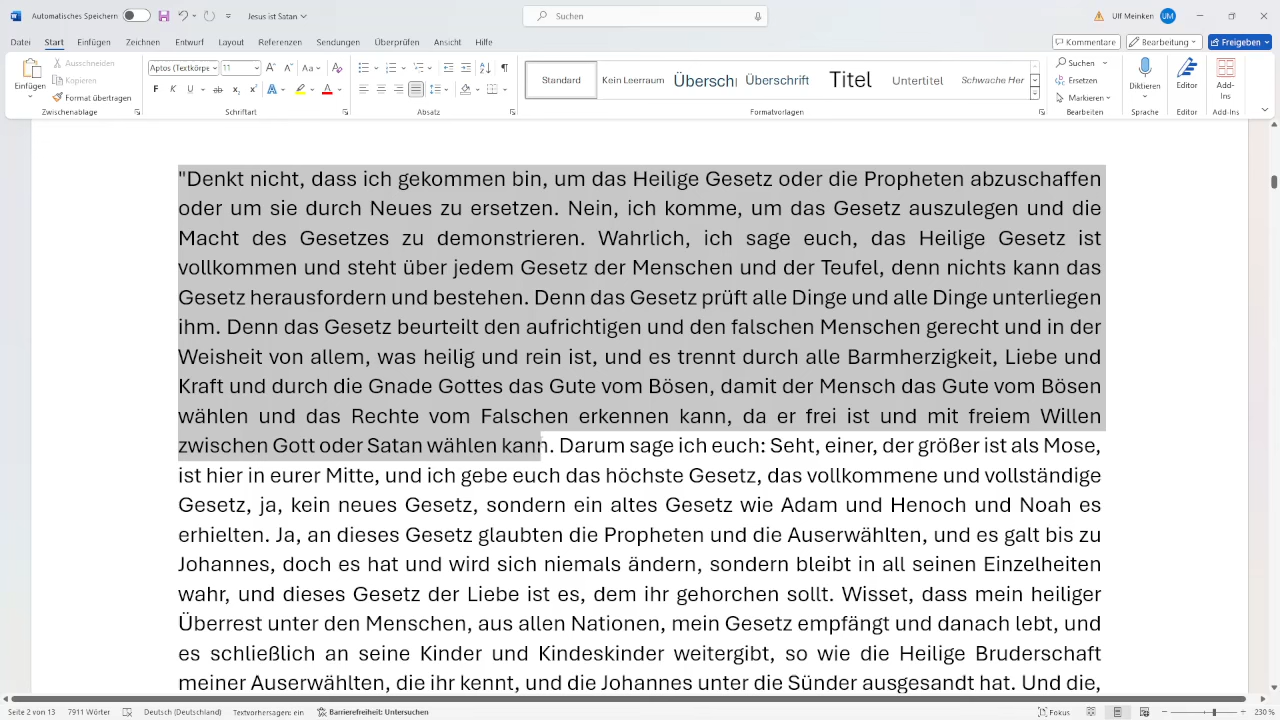 Automatisches Speichern
Jesus ist Satan
Suchen
Ulf Meinken
UM
Datei
Start
Einfügen
Zeichnen
Entwurf
Layout
Referenzen
Sendungen
Überprüfen
Ansicht
Hilfe
Kommentare
Bearbeitung
Freigeben
Einfügen
Ausschneiden
Kopieren
Format übertragen
Zwischenablage
Aptos (Textkörpe
11
Schriftart
Absatz
Standard
Kein Leerraum
Übersch
Überschrift
Titel
Untertitel
Schwache Her
Formatvorlagen
Suchen
Ersetzen
Markieren
Bearbeiten
Diktieren
Sprache
Editor
Editor
Add-Ins
Add-Ins
"Denkt nicht, dass ich gekommen bin, um das Heilige Gesetz oder die Propheten abzuschaffen
oder um sie durch Neues zu ersetzen. Nein, ich komme, um das Gesetz auszulegen und die
Macht des Gesetzes zu demonstrieren. Wahrlich, ich sage euch, das Heilige Gesetz ist
vollkommen und steht über jedem Gesetz der Menschen und der Teufel, denn nichts kann das
Gesetz herausfordern und bestehen. Denn das Gesetz prüft alle Dinge und alle Dinge unterliegen
ihm. Denn das Gesetz beurteilt den aufrichtigen und den falschen Menschen gerecht und in der
Weisheit von allem, was heilig und rein ist, und es trennt durch alle Barmherzigkeit, Liebe und
Kraft und durch die Gnade Gottes das Gute vom Bösen, damit der Mensch das Gute vom Bösen
wählen und das Rechte vom Falschen erkennen kann, da er frei ist und mit freiem Willen
zwischen Gott oder Satan wählen kann. Darum sage ich euch: Seht, einer, der größer ist als Mose,
ist hier in eurer Mitte, und ich gebe euch das höchste Gesetz, das vollkommene und vollständige
Gesetz, ja, kein neues Gesetz, sondern ein altes Gesetz wie Adam und Henoch und Noah es
erhielten. Ja, an dieses Gesetz glaubten die Propheten und die Auserwählten, und es galt bis zu
Johannes, doch es hat und wird sich niemals ändern, sondern bleibt in all seinen Einzelheiten
wahr, und dieses Gesetz der Liebe ist es, dem ihr gehorchen sollt. Wisset, dass mein heiliger
Überrest unter den Menschen, aus allen Nationen, mein Gesetz empfängt und danach lebt, und
es schließlich an seine Kinder und Kindeskinder weitergibt, so wie die Heilige Bruderschaft
meiner Auserwählten, die ihr kennt, und die Johannes unter die Sünder ausgesandt hat. Und die,
Seite 2 von 13
7911 Wörter
Deutsch (Deutschland)
Textvorhersagen: ein
Barrierefreiheit: Untersuchen
Fokus
230 %